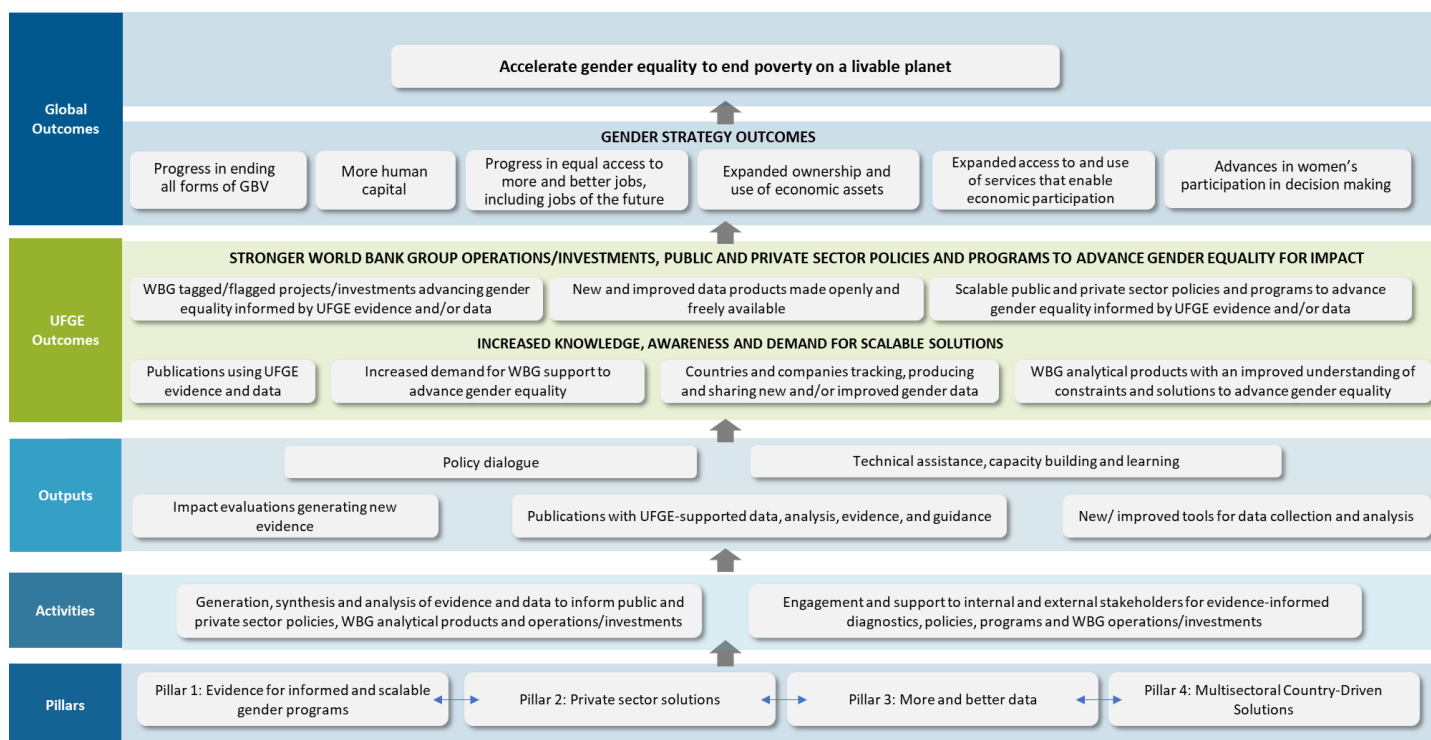 Global
Outcomes
Accelerate gender equality to end poverty on a livable planet
GENDER STRATEGY OUTCOMES
Progress in ending
all forms of GBV
More human
capital
Progress in equal access to
more and better jobs,
including jobs of the future
Expanded ownership and
use of economic assets
Expanded access to and use
of services that enable
economic participation
Advances in women's
participation in decision making
UFGE
Outcomes
STRONGER WORLD BANK GROUP OPERATIONS/INVESTMENTS, PUBLIC AND PRIVATE SECTOR POLICIES AND PROGRAMS TO ADVANCE GENDER EQUALITY FOR IMPACT
WBG tagged/flagged projects/investments advancing gender
equality informed by UFGE evidence and/or data
New and improved data products made openly and
freely available
Scalable public and private sector policies and programs to advance
gender equality informed by UFGE evidence and/or data
INCREASED KNOWLEDGE, AWARENESS AND DEMAND FOR SCALABLE SOLUTIONS
Publications using UFGE
evidence and data
Increased demand for WBG support to
advance gender equality
Countries and companies tracking, producing
and sharing new and/or improved gender data
WBG analytical products with an improved understanding of
constraints and solutions to advance gender equality
Outputs
Policy dialogue
Technical assistance, capacity building and learning
Impact evaluations generating new
evidence
Publications with UFGE-supported data, analysis, evidence, and guidance
New/ improved tools for data collection and analysis
Activities
Generation, synthesis and analysis of evidence and data to inform public and
private sector policies, WBG analytical products and operations/investments
Engagement and support to internal and external stakeholders for evidence-informed
diagnostics, policies, programs and WBG operations/investments
Pillars
Pillar 1: Evidence for informed and scalable
gender programs
Pillar 2: Private sector solutions
Pillar 3: More and better data
Pillar 4: Multisectoral Country-Driven
Solutions